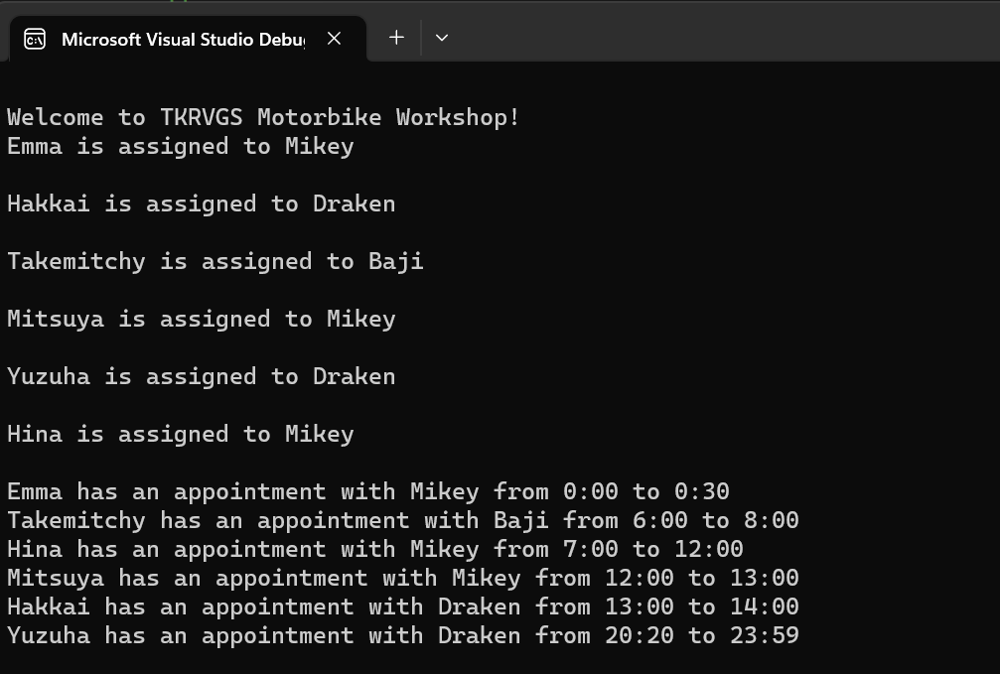 Microsoft Visual Studio Debu
Welcome to TKRVGS Motorbike Workshop!
Emma is assigned to Mikey
Hakkai is assigned to Draken
Takemitchy is assigned to Baji
Mitsuya is assigned to Mikey
Yuzuha is assigned to Draken
Hina is assigned to Mikey
Emma has an appointment with Mikey from 0:00 to 0:30
Takemitchy has an appointment with Baji from 6:00 to 8:00
Hina has an appointment with Mikey from 7:00 to 12:00
Mitsuya has an appointment with Mikey from 12:00 to 13:00
Hakkai has an appointment with Draken from 13:00 to 14:00
Yuzuha has an appointment with Draken from 20:20 to 23:59